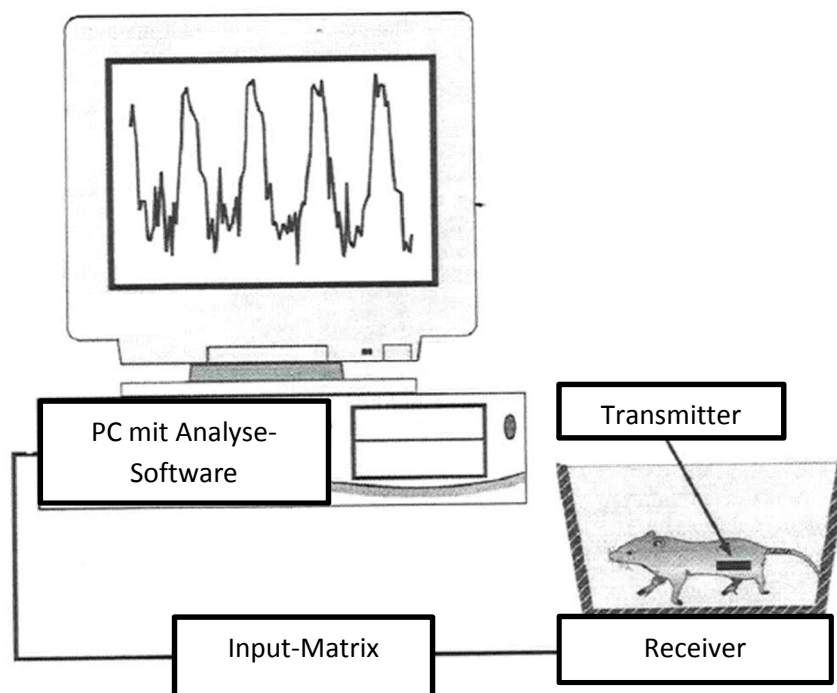 PC mit Analyse-
Software
Transmitter
Input-Matrix
Receiver